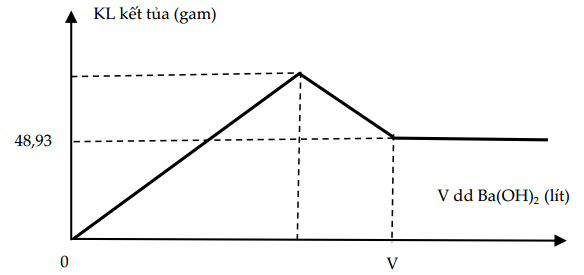 KL kết tủa (gam)
48,93
V dd Ba(OH)₂ (lít)
0
V